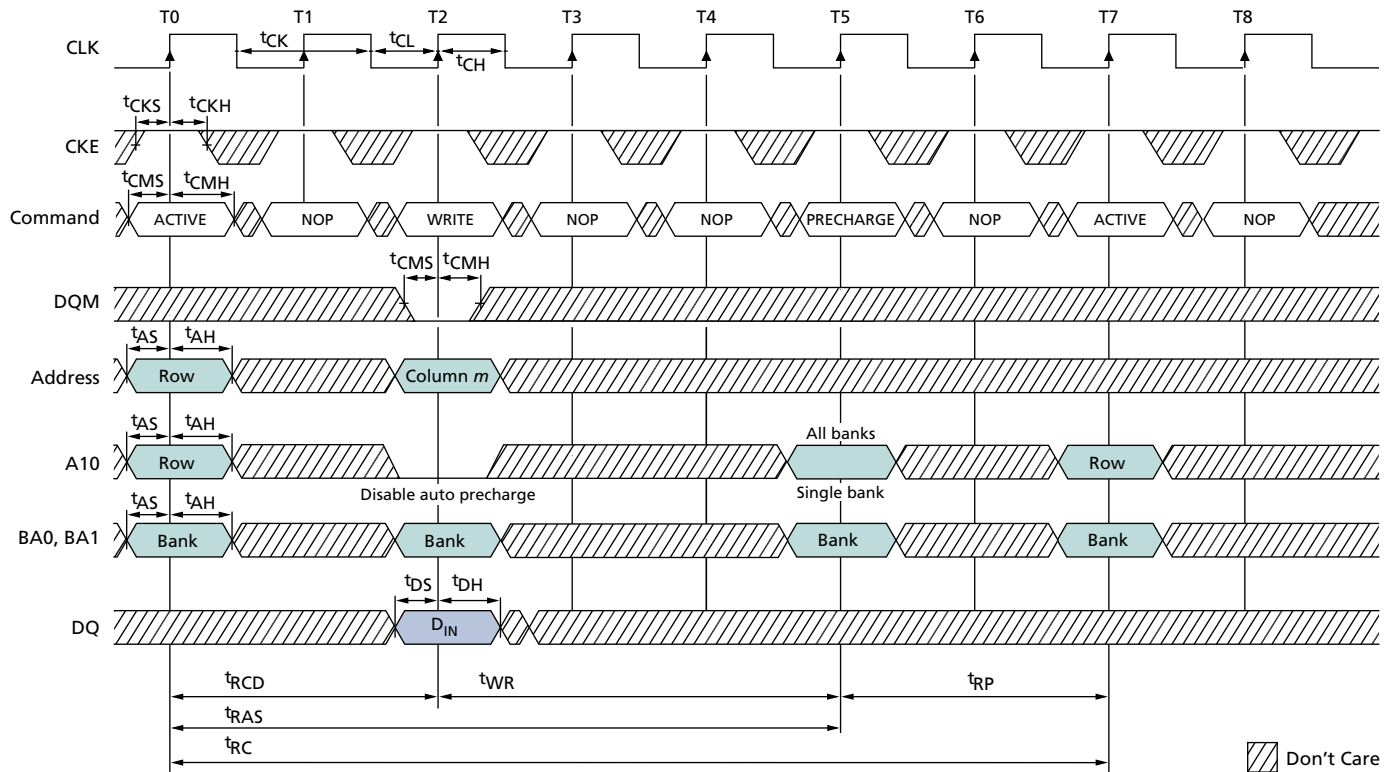 T0 T1 T2 T3 T4 T5 T6 T7 T8
CLK
tCK tCL
tCH
tCKS tCKH
CKE
tCMS tCMH
Command ACTIVE NOP WRITE NOP NOP PRECHARGE NOP ACTIVE NOP
tCMS tCMH
DQM
tAS tAH
Address Row Column m
tAS tAH
All banks
A10 Row Row
Disable auto precharge Single bank
tAS tAH
BA0, BA1 Bank Bank Bank Bank
tDS tDH
DQ DIN
tRCD tWR tRP
tRAS
tRC
Don't Care